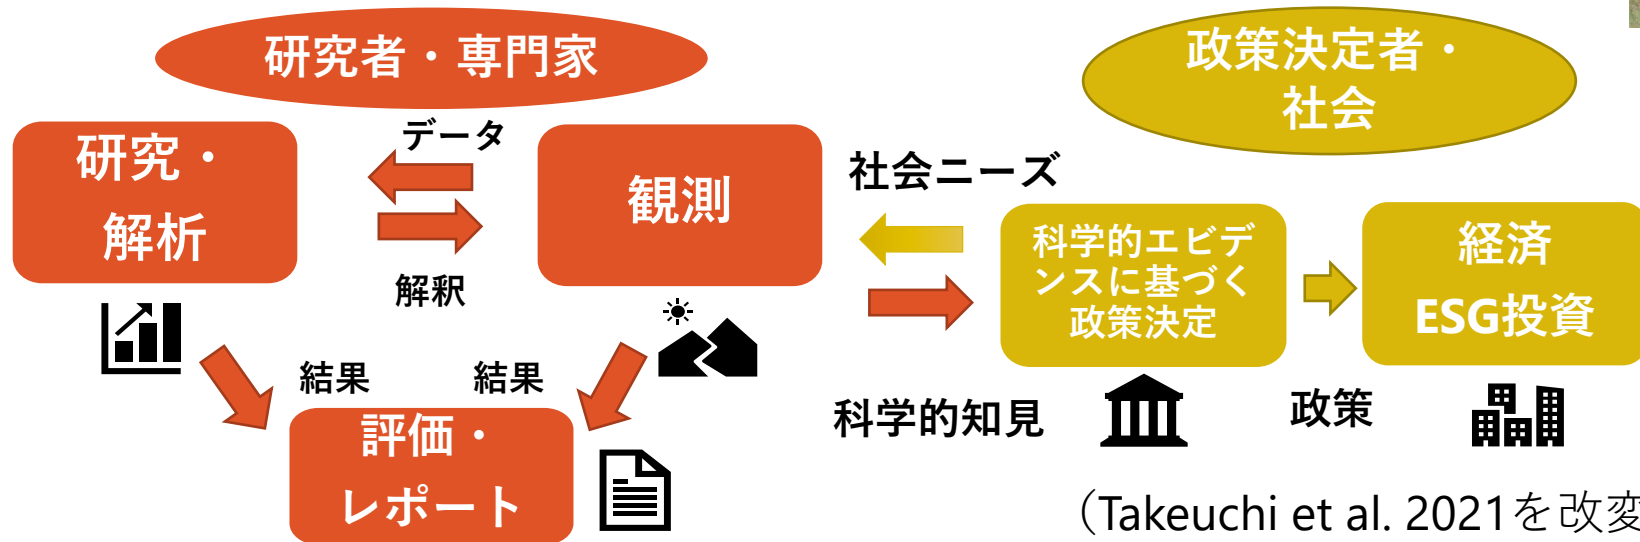 研究者・専門家
政策決定者・
社会
データ
研究・
解析
観測
社会ニーズ
科学的エビデ
ンスに基づく
政策決定
経済
ESG投資
解釈
結果
結果
科学的知見
政策
評価・
レポート
（Takeuchi et al. 2021を改変